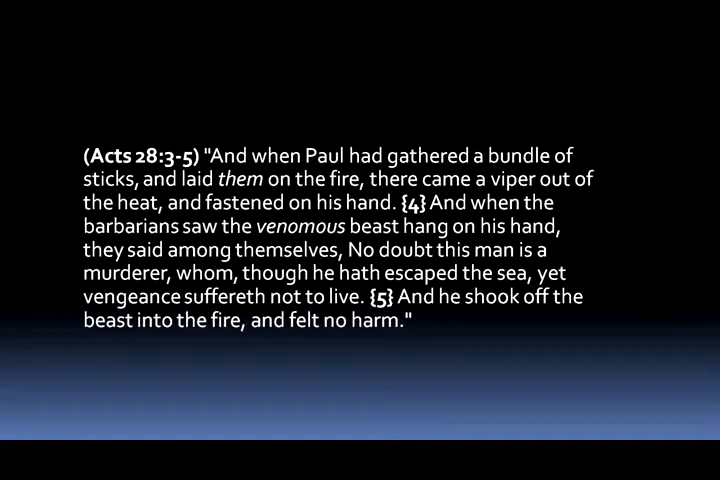 (Acts 28:3-5) "And when Paul had gathered a bundle of
sticks, and laid them on the fire, there came a viper out of
the heat, and fastened on his hand. {4} And when the
barbarians saw the venomous beast hang on his hand,
they said among themselves, No doubt this man is a
murderer, whom, though he hath escaped the sea, yet
vengeance suffereth not to live. {5} And he shook off the
beast into the fire, and felt no harm."